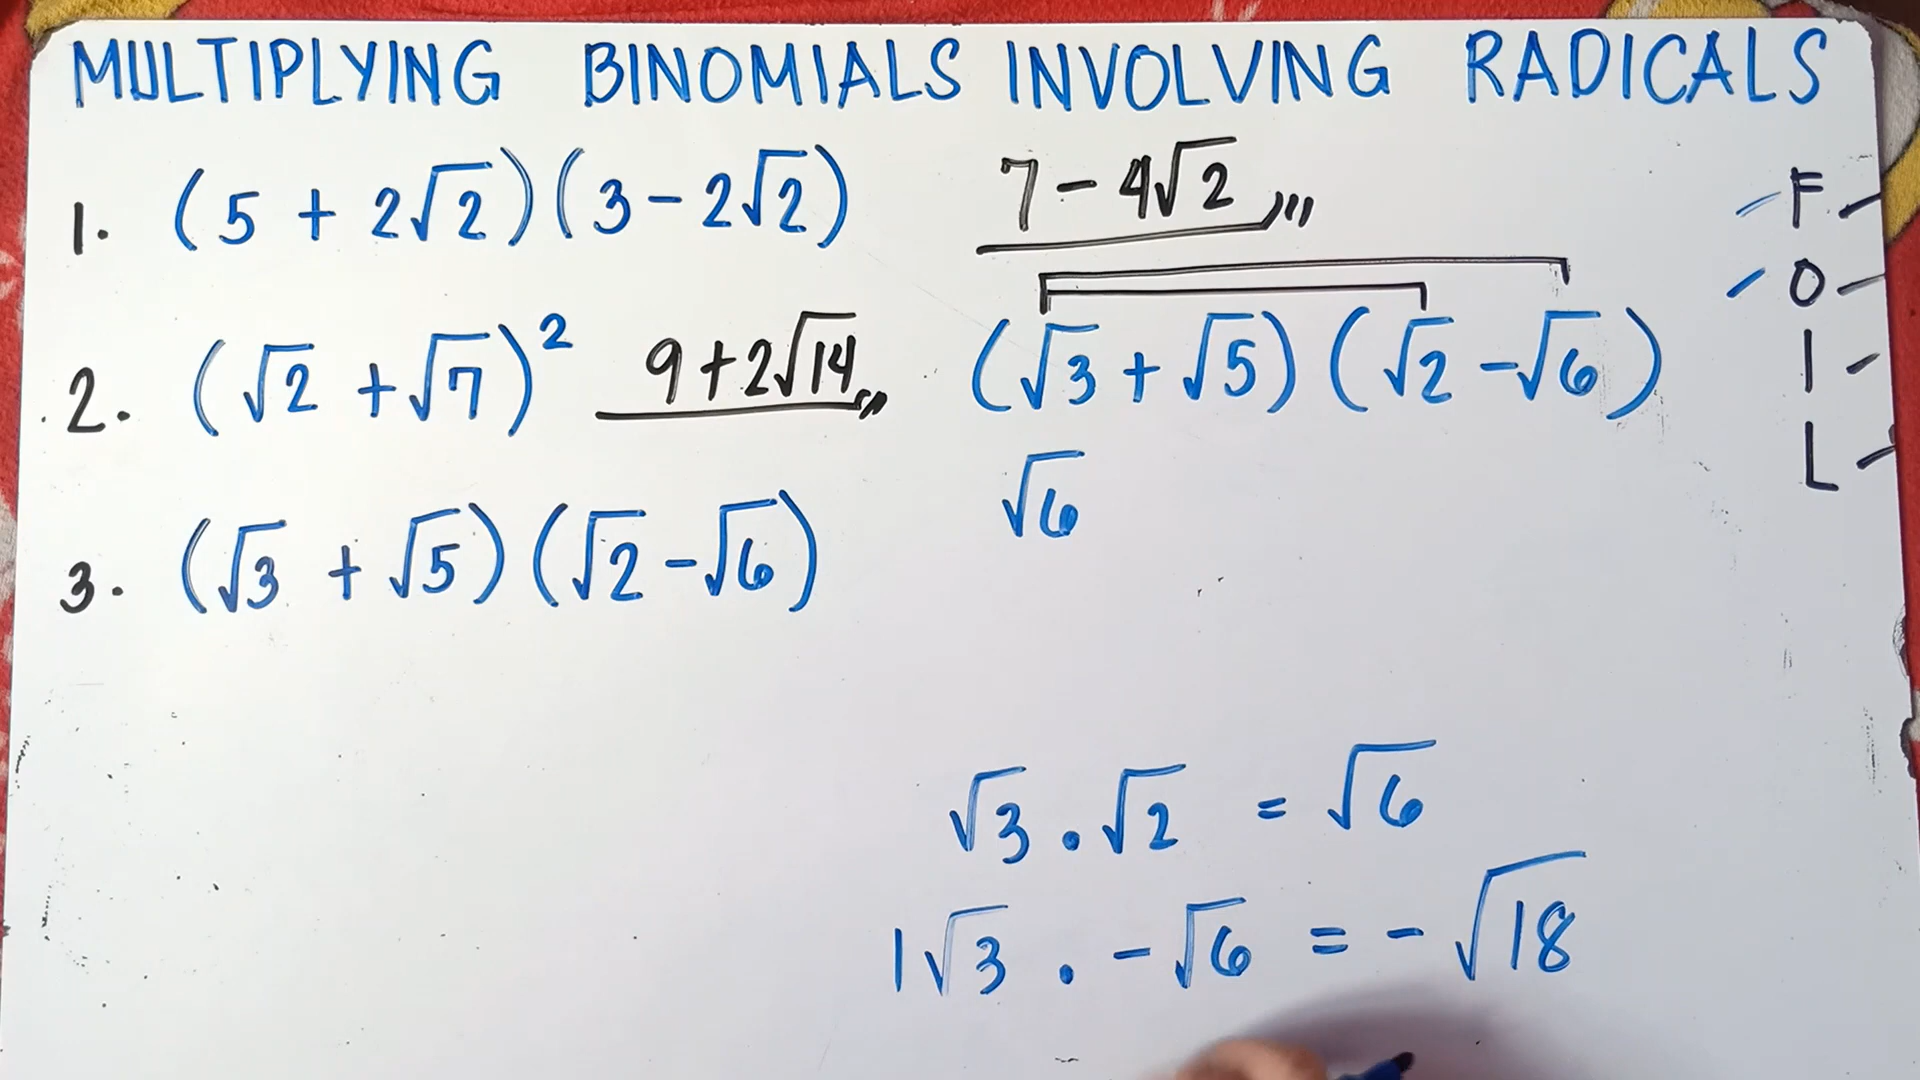 MULTIPLYING BINOMIALS INVOLVING RADICALS
1. (5 + 2√2)(3 - 2√2)
7 - 4√2
2. (√2 + √7)²
9 + 2√14
3. (√3 + √5)(√2 - √6)
(√3 + √5)(√2 - √6)
√6
√3 . √2 = √6
1√3 . -√6 = - √18
F
O
I
L